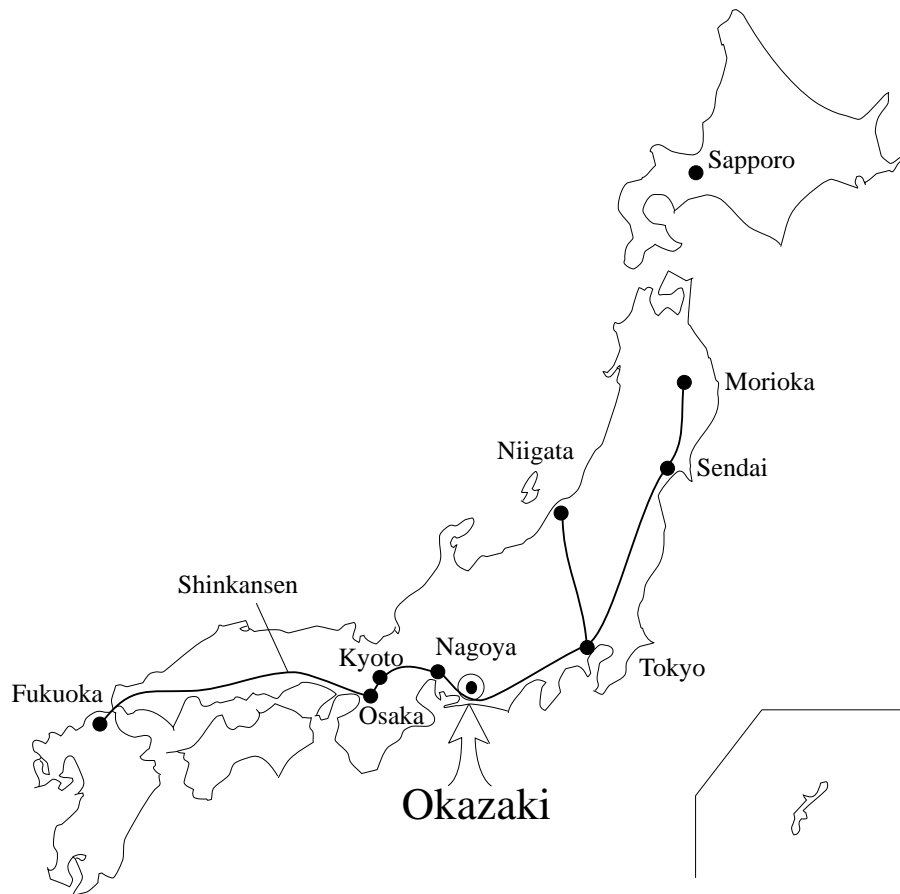 Sapporo
Morioka
Niigata
Sendai
Shinkansen
Nagoya
Kyoto
Tokyo
Fukuoka
Osaka
Okazaki